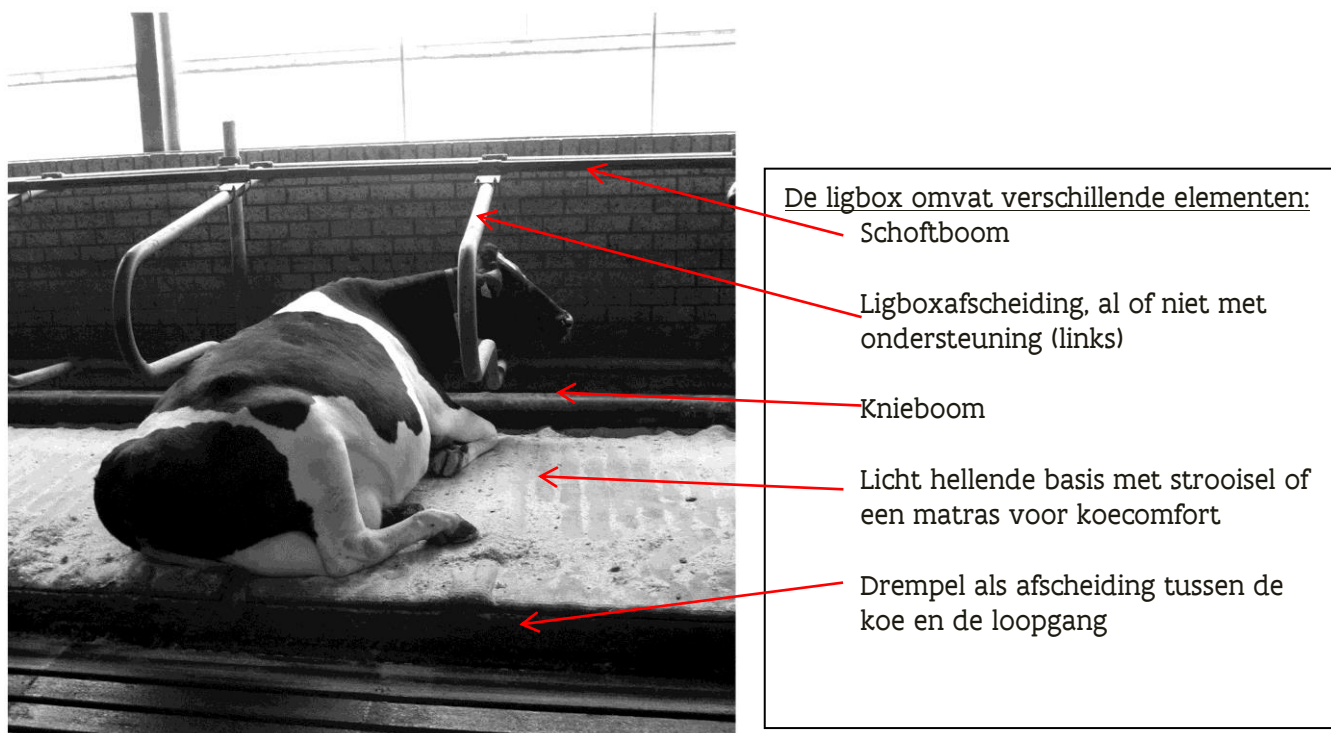 De ligbox omvat verschillende elementen:
Schoftboom
Ligboxafscheiding, al of niet met
ondersteuning (links)
Knieboom
Licht hellende basis met strooisel of
een matras voor koecomfort
Drempel als afscheiding tussen de
koe en de loopgang